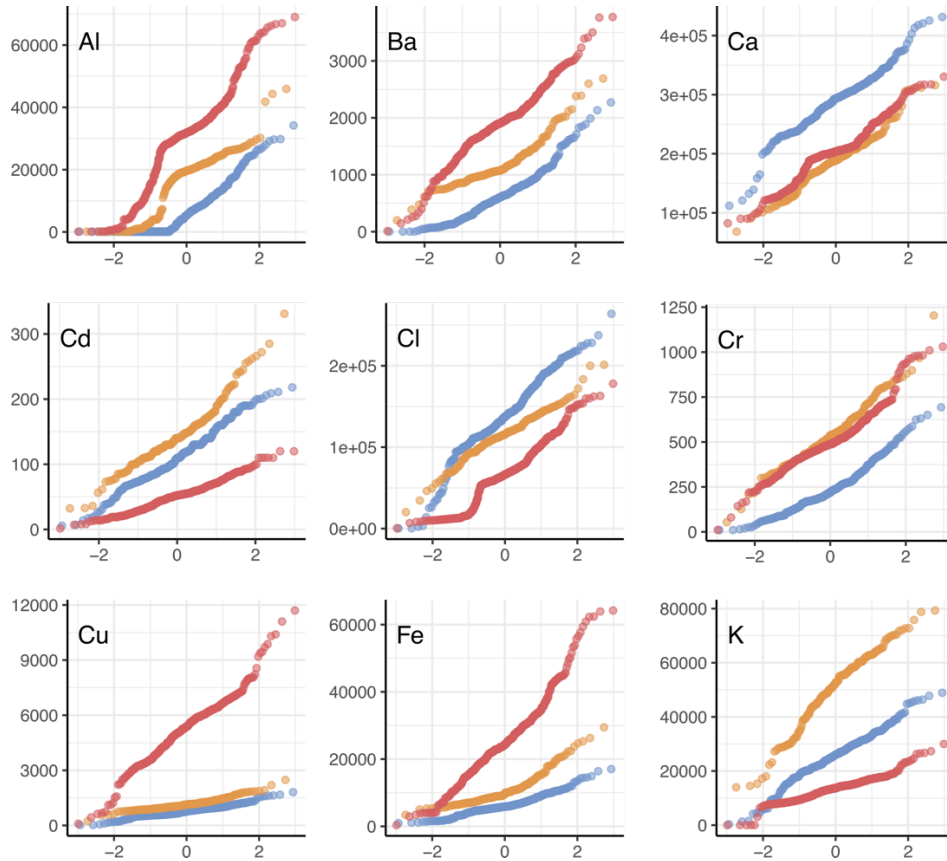 Al
60000
40000
20000
0
−2 0 2
Ba
3000
2000
1000
0
−2 0 2
Ca
4e+05
3e+05
2e+05
1e+05
−2 0 2
Cd
300
200
100
0
−2 0 2
Cl
2e+05
1e+05
0e+00
−2 0 2
Cr
1250
1000
750
500
250
0
−2 0 2
Cu
12000
9000
6000
3000
0
−2 0 2
Fe
60000
40000
20000
0
−2 0 2
K
80000
60000
40000
20000
0
−2 0 2